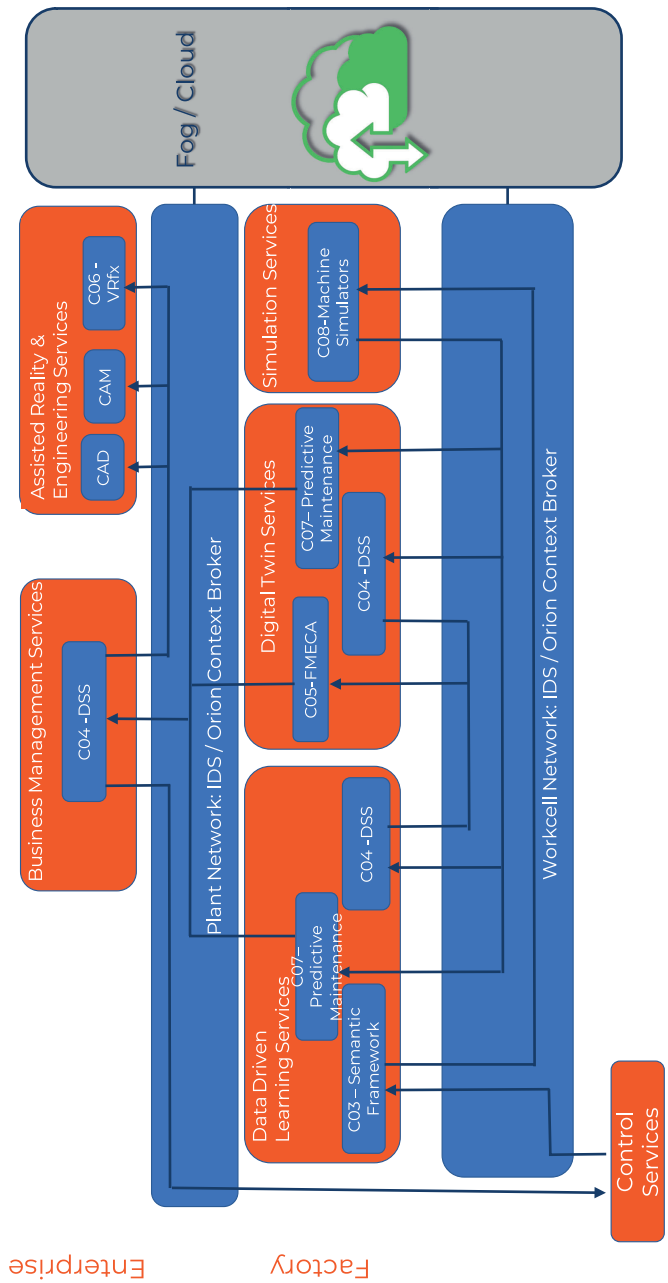 Enterprise
Business Management Services
C04 -DSS
Assisted Reality &
Engineering Services
CAD
CAM
C06 -
VRfx
Plant Network: IDS / Orion Context Broker
Fog / Cloud
Factory
Data Driven
Learning Services
C07–
Predictive
Maintenance
C03 – Semantic
Framework
C04 -DSS
Digital Twin Services
C05-FMECA
C07– Predictive
Maintenance
C04 -DSS
Simulation Services
C08-Machine
Simulators
Workcell Network: IDS / Orion Context Broker
Control
Services